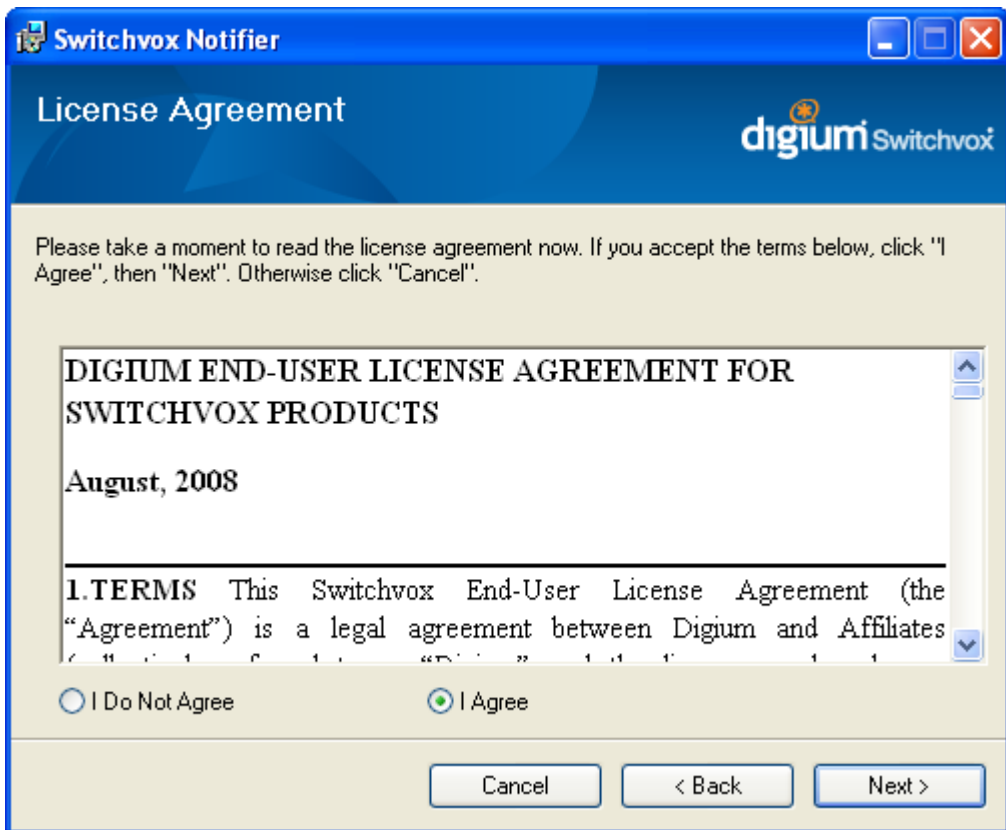 Switchvox Notifier
License Agreement
digium Switchvox
Please take a moment to read the license agreement now. If you accept the terms below, click "I
Agree", then "Next". Otherwise click "Cancel".
DIGIUM END-USER LICENSE AGREEMENT FOR
SWITCHVOX PRODUCTS
August, 2008
1.TERMS This Switchvox End-User License Agreement (the
“Agreement”) is a legal agreement between Digium and Affiliates
I Do Not Agree
I Agree
Cancel
< Back
Next >